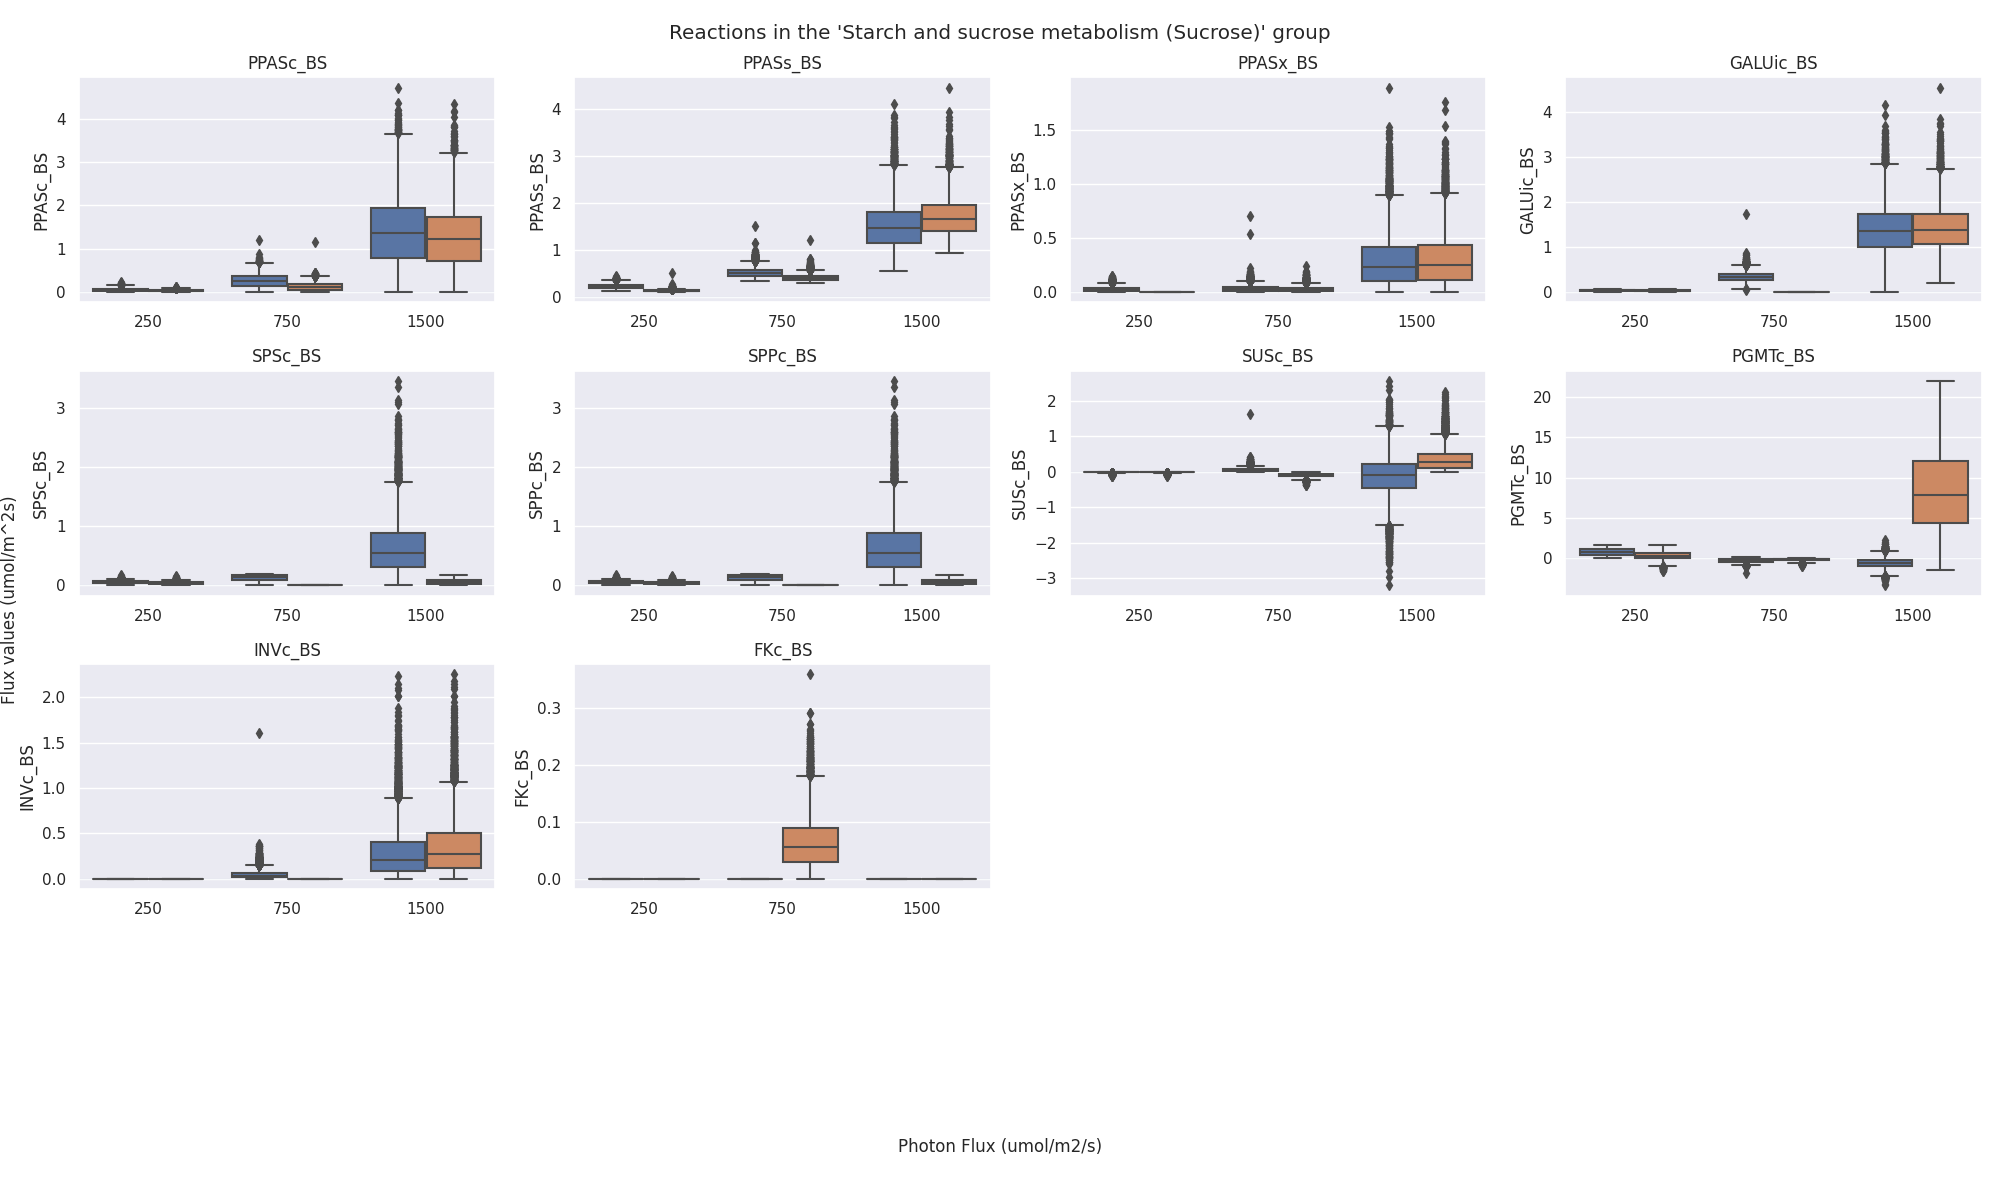 Reactions in the 'Starch and sucrose metabolism (Sucrose)' group
PPASc_BS
PPASc_BS
4
3
2
1
0
250 750 1500
PPASs_BS
PPASs_BS
4
3
2
1
0
250 750 1500
PPASx_BS
PPASx_BS
1.5
1.0
0.5
0.0
250 750 1500
GALUic_BS
GALUic_BS
4
3
2
1
0
250 750 1500
SPSc_BS
SPSc_BS
3
2
1
0
250 750 1500
SPPc_BS
SPPc_BS
3
2
1
0
250 750 1500
SUSc_BS
SUSc_BS
2
1
0
−1
−2
−3
250 750 1500
PGMTc_BS
PGMTc_BS
20
15
10
5
0
250 750 1500
Flux values (umol/m^2s)
INVc_BS
INVc_BS
2.0
1.5
1.0
0.5
0.0
250 750 1500
FKc_BS
FKc_BS
0.3
0.2
0.1
0.0
250 750 1500
Photon Flux (umol/m2/s)